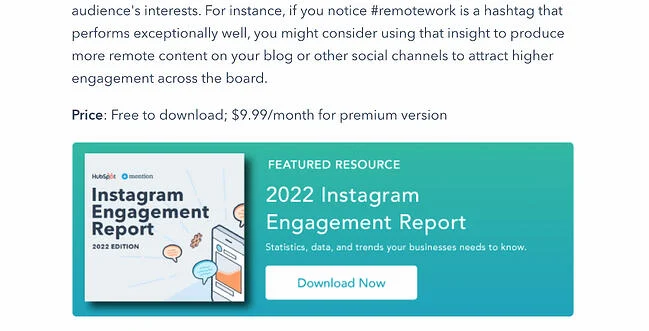 audience's interests. For instance, if you notice #remotework is a hashtag that
performs exceptionally well, you might consider using that insight to produce
more remote content on your blog or other social channels to attract higher
engagement across the board.
Price: Free to download; $9.99/month for premium version
HubSpot mention
Instagram
Engagement
Report
2022 EDITION
FEATURED RESOURCE
2022 Instagram
Engagement Report
Statistics, data, and trends your businesses needs to know.
Download Now